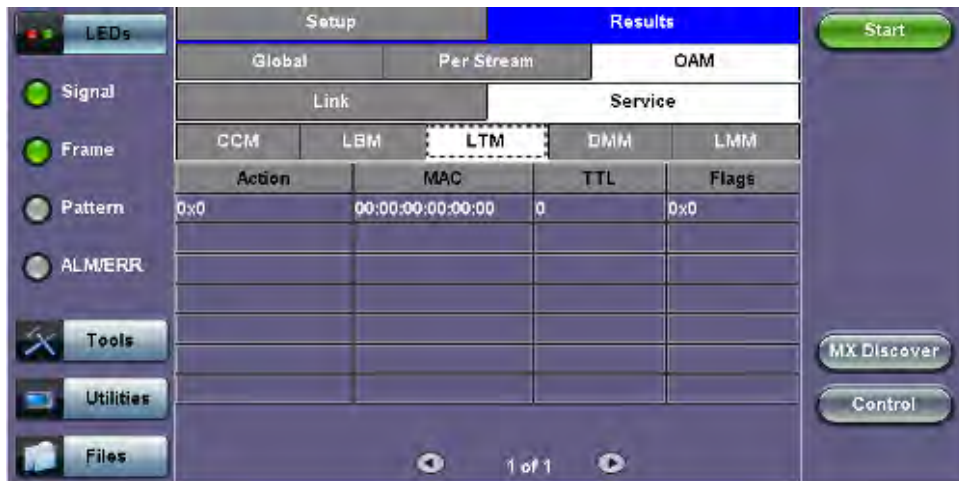 LEDs
Setup Results
Start
Global Per Stream OAM
Signal
Link Service
Frame
CCM LBM LTM DMM LMM
Action MAC TTL Flags
Pattern
0x0 00:00:00:00:00:00 0 0x0
ALM/ERR
Tools
MX Discover
Utilities
Control
Files
1 of 1